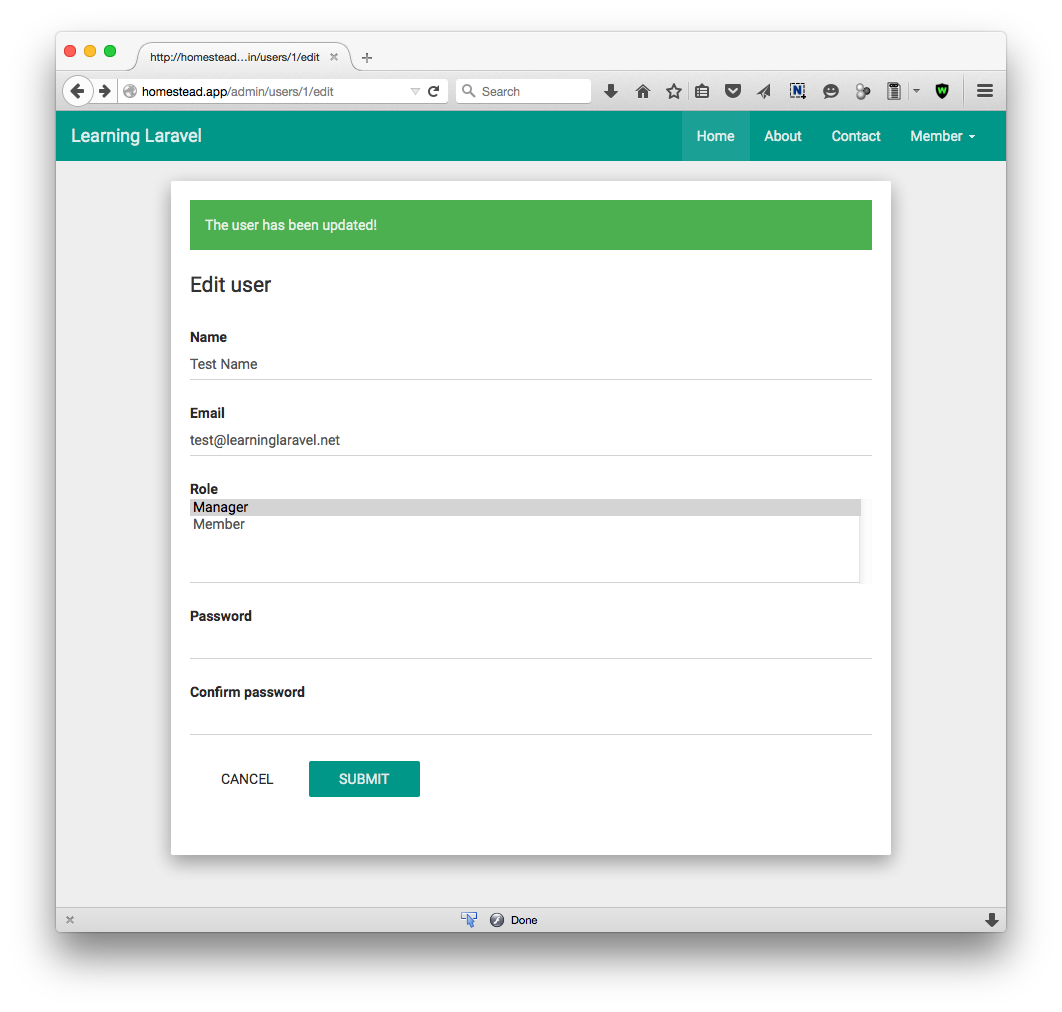 http://homestead...in/users/1/edit
homestead.app/admin/users/1/edit
Search
N
W
Learning Laravel
Home
About
Contact
Member
The user has been updated!
Edit user
Name
Test Name
Email
test@learninglaravel.net
Role
Manager
Member
Password
Confirm password
CANCEL
SUBMIT
Done